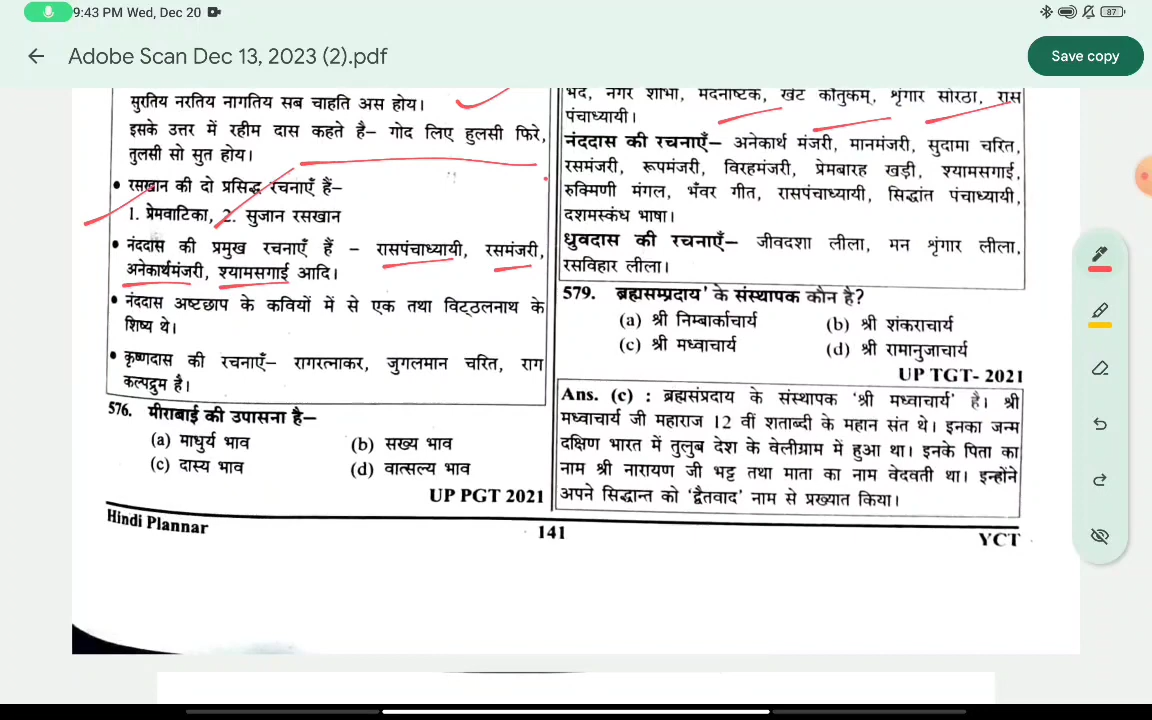 9:43 PM Wed, Dec 20
87
Adobe Scan Dec 13, 2023 (2).pdf
Save copy
सुरतिय नरतिय नागतिय सब चाहति अस होय।
इसके उत्तर में रहीम दास कहते है– गोद लिए हुलसी फिरे,
तुलसी सो सुत होय।
• रसखान की दो प्रसिद्ध रचनाएँ हैं–
1. प्रेमवाटिका, 2. सुजान रसखान
• नंददास की प्रमुख रचनाएँ हैं – रासपंचाध्यायी, रसमंजरी,
अनेकार्थमंजरी, श्यामसगाई आदि।
• नंददास अष्टछाप के कवियों में से एक तथा विट्ठलनाथ के
शिष्य थे।
• कृष्णदास की रचनाएँ– रागरत्नाकर, जुगलमान चरित, राग
कल्पद्रुम है।
576. मीराबाई की उपासना है–
(a) माधुर्य भाव (b) सख्य भाव
(c) दास्य भाव (d) वात्सल्य भाव
UP PGT 2021
भेद, नगर शोभा, मदनाष्टक, खेट कौतुकम्, शृंगार सोरठा, रास
पंचाध्यायी।
नंददास की रचनाएँ– अनेकार्थ मंजरी, मानमंजरी, सुदामा चरित,
रसमंजरी, रूपमंजरी, विरहमंजरी, प्रेमबारह खड़ी, श्यामसगाई,
रुक्मिणी मंगल, भँवर गीत, रासपंचाध्यायी, सिद्धांत पंचाध्यायी,
दशमस्कंध भाषा।
ध्रुवदास की रचनाएँ– जीवदशा लीला, मन शृंगार लीला,
रसविहार लीला।
579. ब्रह्मसम्प्रदाय' के संस्थापक कौन है?
(a) श्री निम्बार्काचार्य (b) श्री शंकराचार्य
(c) श्री मध्वाचार्य (d) श्री रामानुजाचार्य
UP TGT- 2021
Ans. (c) : ब्रह्मसंप्रदाय के संस्थापक 'श्री मध्वाचार्य' है। श्री
मध्वाचार्य जी महाराज 12 वीं शताब्दी के महान संत थे। इनका जन्म
दक्षिण भारत में तुलुब देश के वेलीग्राम में हुआ था। इनके पिता का
नाम श्री नारायण जी भट्ट तथा माता का नाम वेदवती था। इन्होंने
अपने सिद्धान्त को 'द्वैतवाद' नाम से प्रख्यात किया।
Hindi Plannar 141 YCT